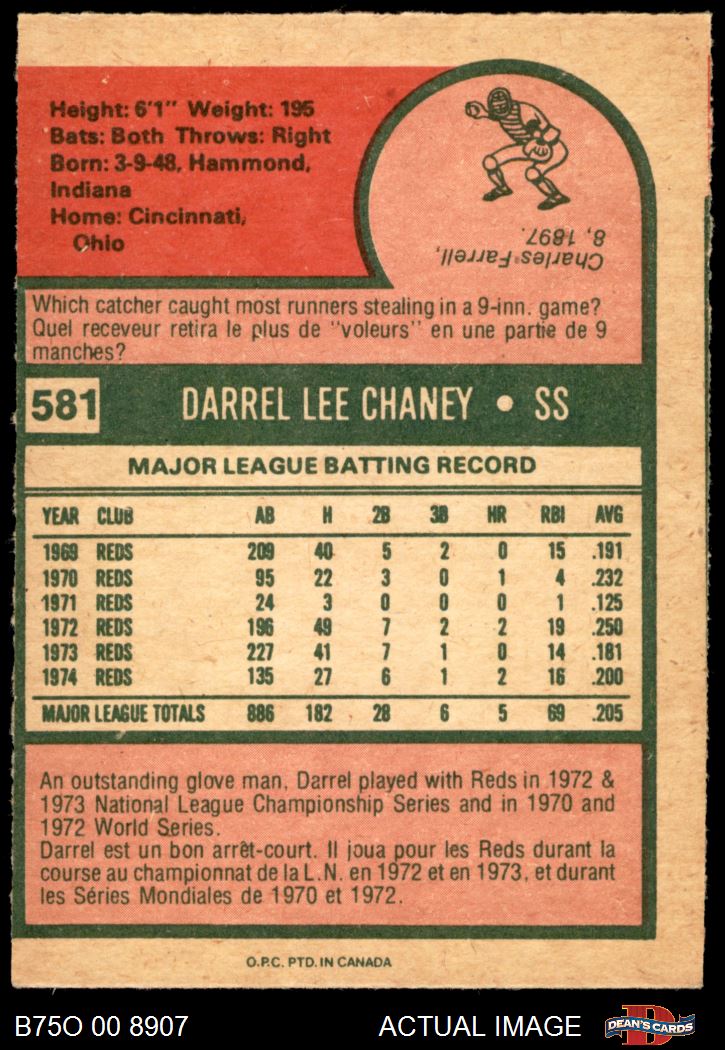 Height: 6'1" Weight: 195
Bats: Both Throws: Right
Born: 3-9-48, Hammond,
Indiana
Home: Cincinnati,
Ohio
Charles Farrell,
8, 1897.
Which catcher caught most runners stealing in a 9-inn. game?
Quel receveur retira le plus de "voleurs" en une partie de 9
manches?
581 DARREL LEE CHANEY • SS
MAJOR LEAGUE BATTING RECORD
YEAR CLUB AB H 2B 3B HR RBI AVG
1969 REDS 209 40 5 2 0 15 .191
1970 REDS 95 22 3 0 1 4 .232
1971 REDS 24 3 0 0 0 1 .125
1972 REDS 196 49 7 2 2 19 .250
1973 REDS 227 41 7 1 0 14 .181
1974 REDS 135 27 6 1 2 16 .200
MAJOR LEAGUE TOTALS 886 182 28 6 5 69 .205
An outstanding glove man, Darrel played with Reds in 1972 &
1973 National League Championship Series and in 1970 and
1972 World Series.
Darrel est un bon arrêt-court. Il joua pour les Reds durant la
course au championnat de la L.N. en 1972 et en 1973, et durant
les Séries Mondiales de 1970 et 1972.
O.P.C. PTD. IN CANADA
B75O 00 8907 ACTUAL IMAGE
D
DEAN'S CARDS